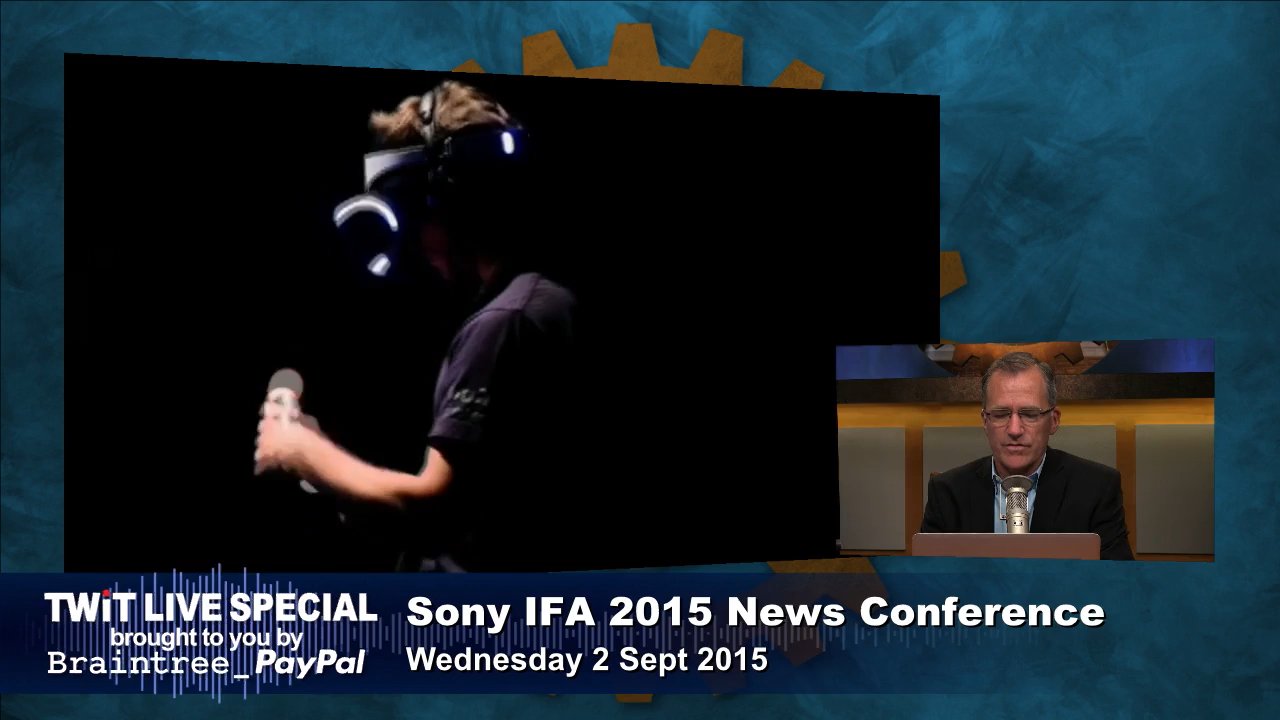 TWiT LIVE SPECIAL
brought to you by
Braintree_PayPal
Sony IFA 2015 News Conference
Wednesday 2 Sept 2015